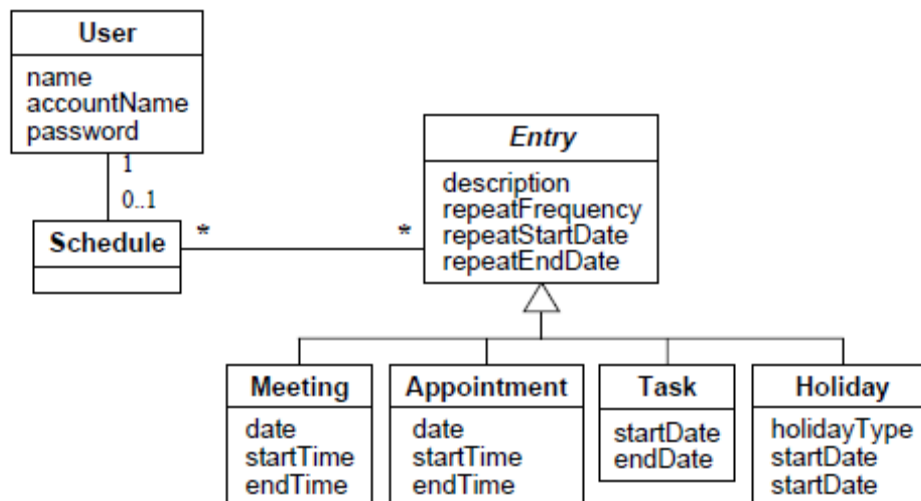 User
name
accountName
password
1
0..1
Schedule
*
*
Entry
description
repeatFrequency
repeatStartDate
repeatEndDate
Meeting
date
startTime
endTime
Appointment
date
startTime
endTime
Task
startDate
endDate
Holiday
holidayType
startDate
startDate